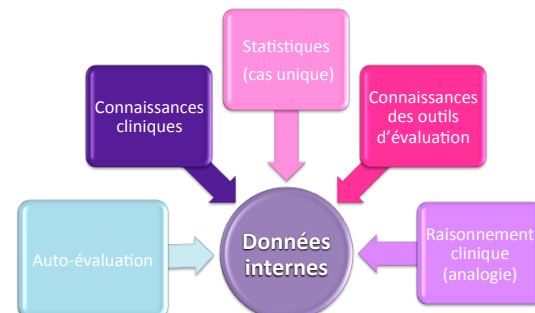 Statistiques
(cas unique)
Connaissances
cliniques
Connaissances
des outils
d'évaluation
Auto-évaluation
Données
internes
Raisonnement
clinique
(analogie)